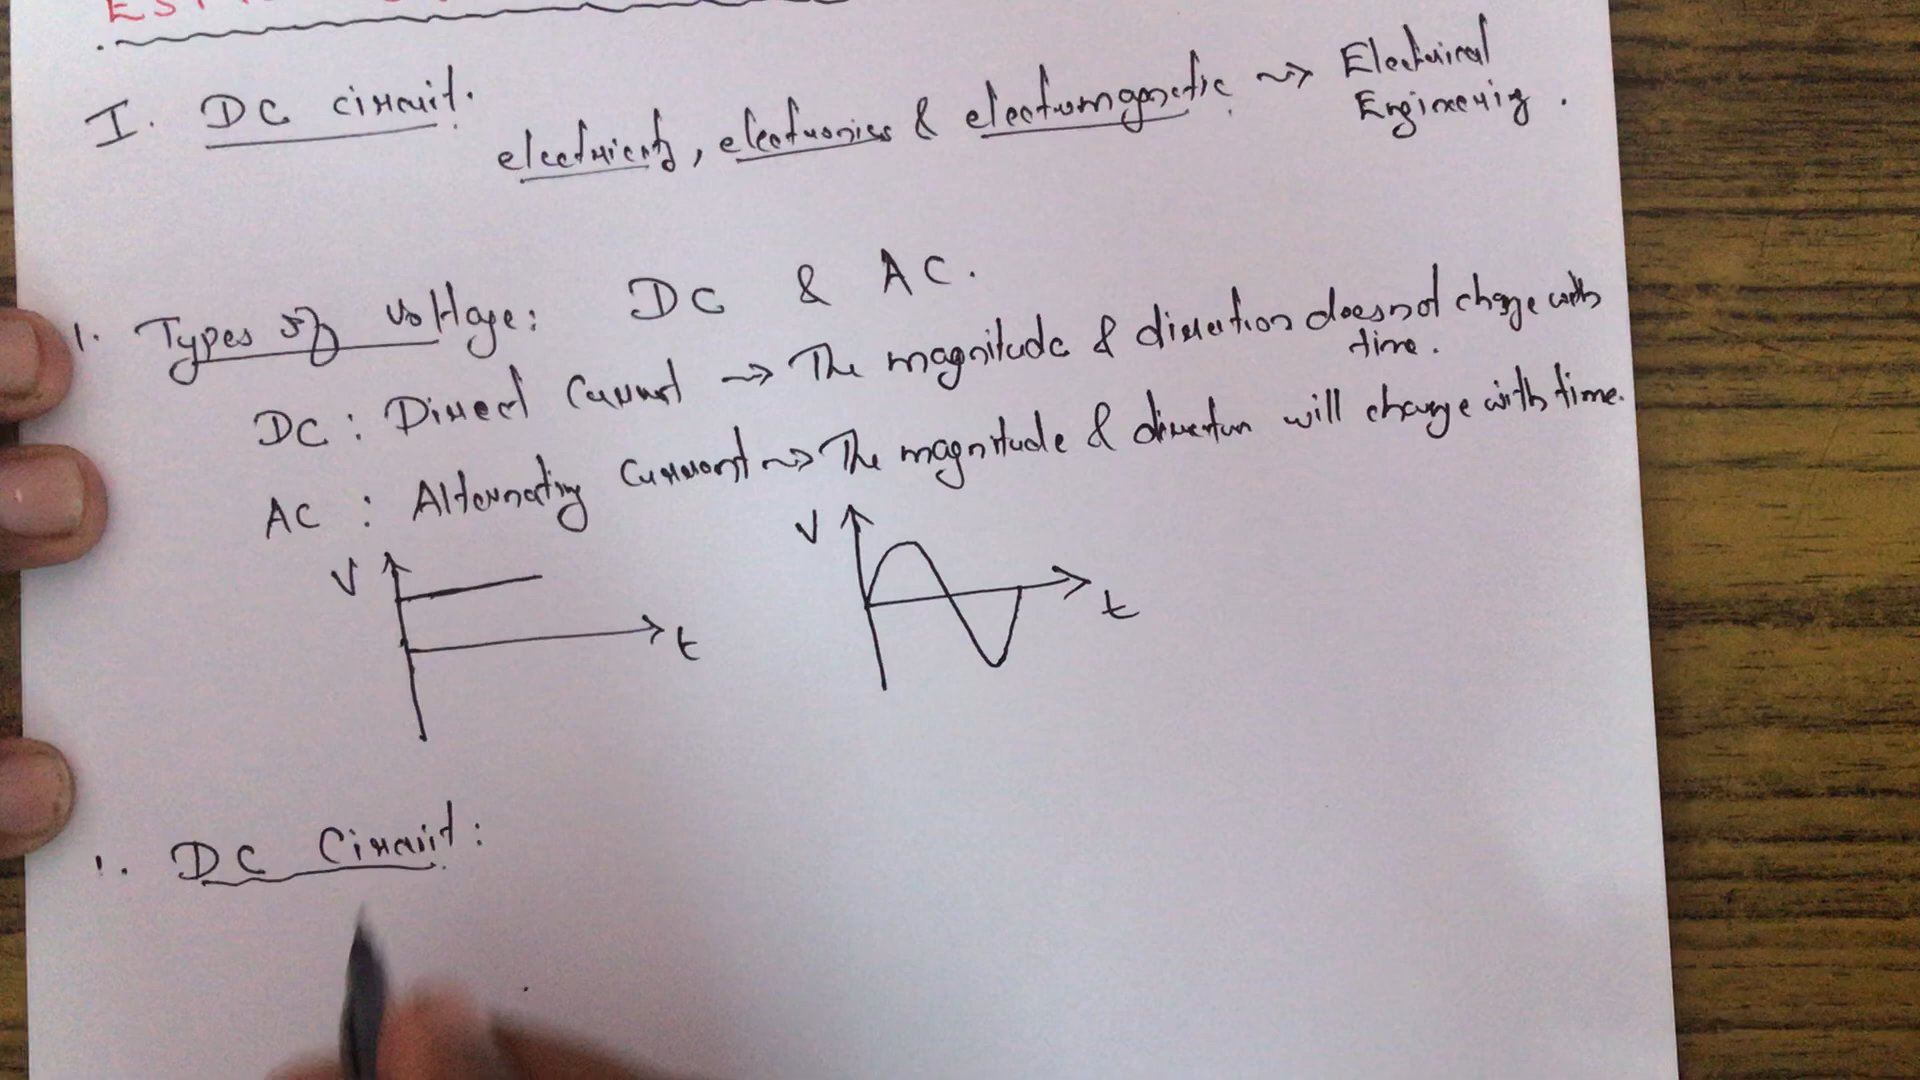 I. DC circuit.
electricity, electronics & electromganetic ⇝ Electrical Engineering.
1. Types of Voltage: DC & AC.
DC: Direct Current ⇝ The magnitude & direction does not change with time.
AC: Alternating Current ⇝ The magnitude & direction will change with time.
V t
V t
1. DC Circuit: